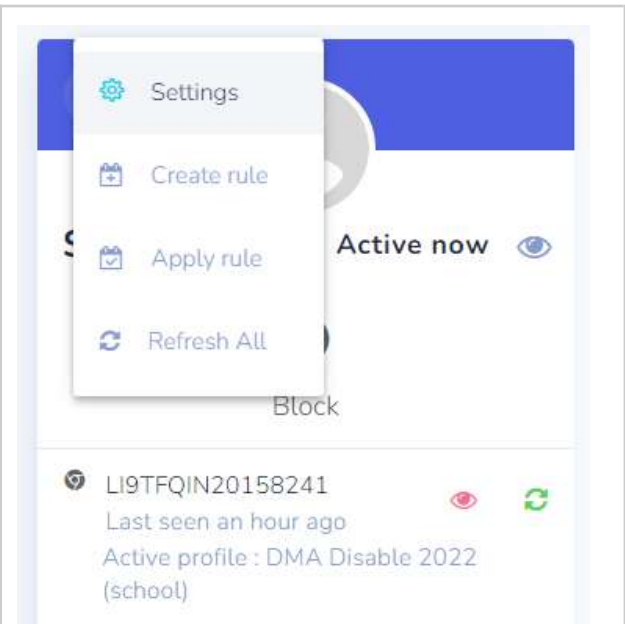 Settings
Create rule
Active now
Apply rule
Refresh All
Block
LI9TFQIN20158241
Last seen an hour ago
Active profile : DMA Disable 2022
(school)